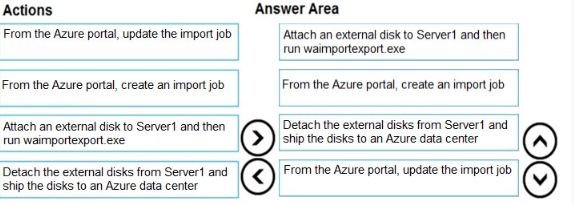 Actions
From the Azure portal, update the import job
From the Azure portal, create an import job
Attach an external disk to Server1 and then
run waimportexport.exe
Detach the external disks from Server1 and
ship the disks to an Azure data center
Answer Area
Attach an external disk to Server1 and then
run waimportexport.exe
From the Azure portal, create an import job
Detach the external disks from Server1 and
ship the disks to an Azure data center
From the Azure portal, update the import job